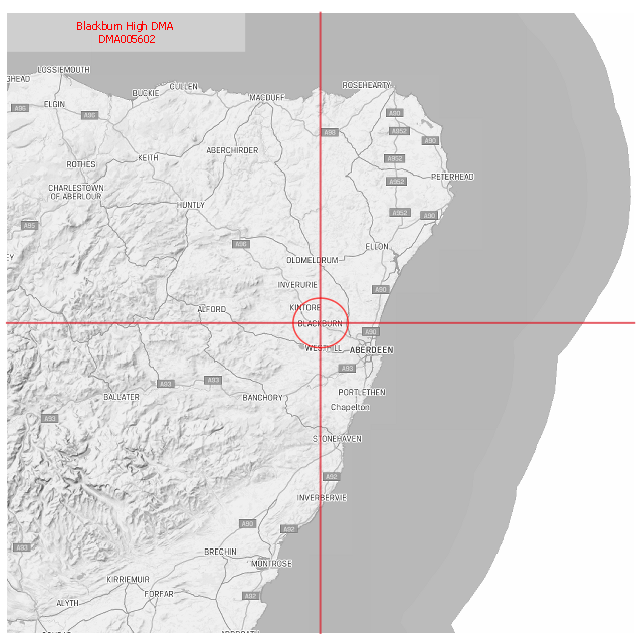 Blackburn High DMA
DMA005602
LOSSIEMOUTH
GHEAD
CULLEN
ROSEHEARTY
BUCKIE
MACDUFF
A96
ELGIN
A90
A98
A952
A90
ABERCHIRDER
KEITH
A952
ROTHES
PETERHEAD
A952
CHARLESTOWN
OF ABERLOUR
HUNTLY
A952
A90
A95
A96
ELLON
EY
OLDMELDRUM
INVERURIE
A90
KINTORE
ALFORD
BLACKBURN
A90
WESTHILL
ABERDEEN
A93
A93
A93
BALLATER
BANCHORY
PORTLETHEN
Chapelton
A93
STONEHAVEN
A92
INVERBERVIE
A90
A92
A93
BRECHIN
MONTROSE
KIRRIEMUIR
FORFAR
A92
ALYTH